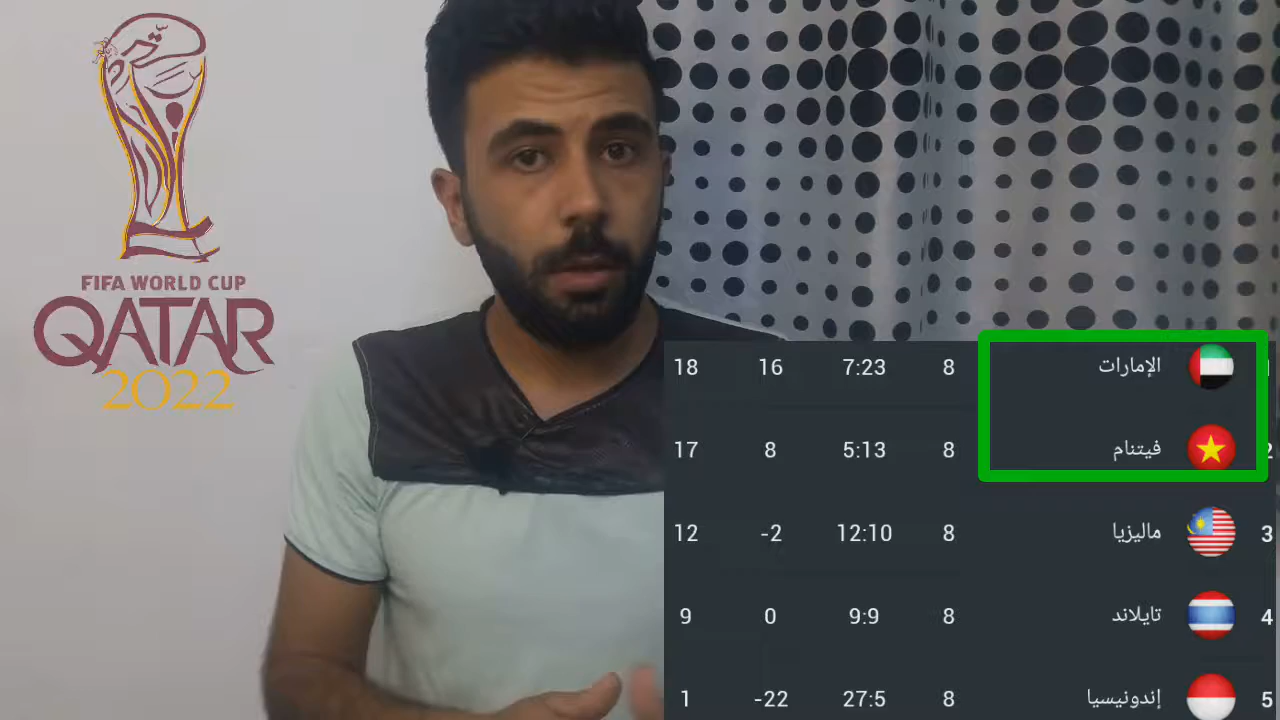 FIFA WORLD CUP
QATAR
2022
1 الإمارات 8 7:23 16 18
2 فيتنام 8 5:13 8 17
3 ماليزيا 8 12:10 -2 12
4 تايلاند 8 9:9 0 9
5 إندونيسيا 8 27:5 -22 1